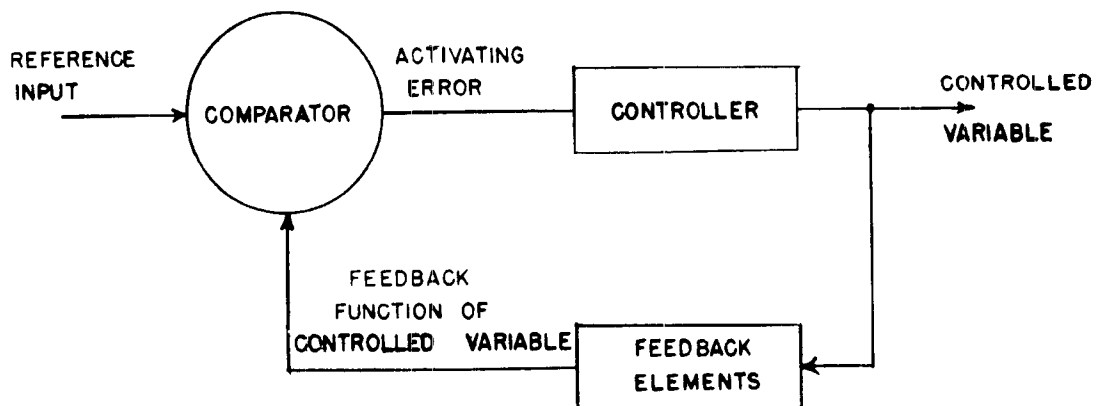 REFERENCE
INPUT
COMPARATOR
ACTIVATING
ERROR
CONTROLLER
CONTROLLED
VARIABLE
FEEDBACK
FUNCTION OF
CONTROLLED VARIABLE
FEEDBACK
ELEMENTS